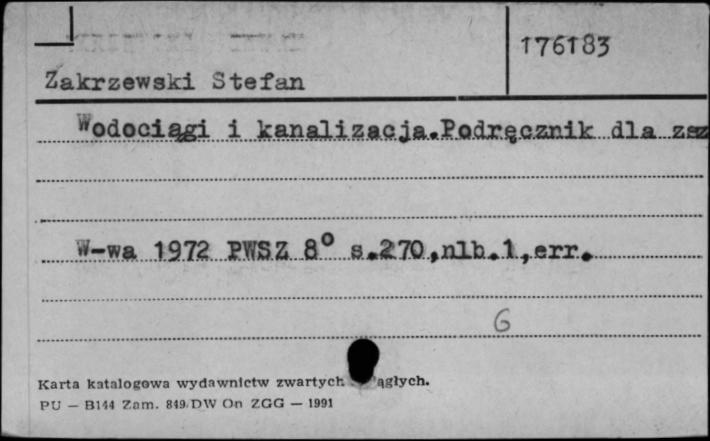 176183
Zakrzewski Stefan
Wodociągi i kanalizacja.Podręcznik dla zsz
W-wa 1972 PWSZ 8° s.270,nlb.1,err.
G
Karta katalogowa wydawnictw zwartych ągłych.
PU — B144 Zam. 849/DW On ZGG — 1991